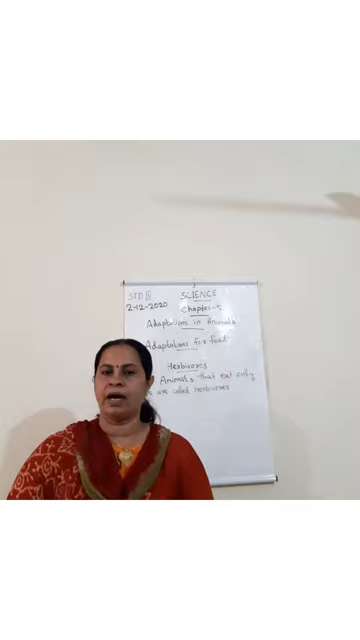 STD IV SCIENCE
2-12-2020 Chapter-5
Adaptations in Animals
Adaptations for food
Herbivores
Animals that eat only
are called herbivores